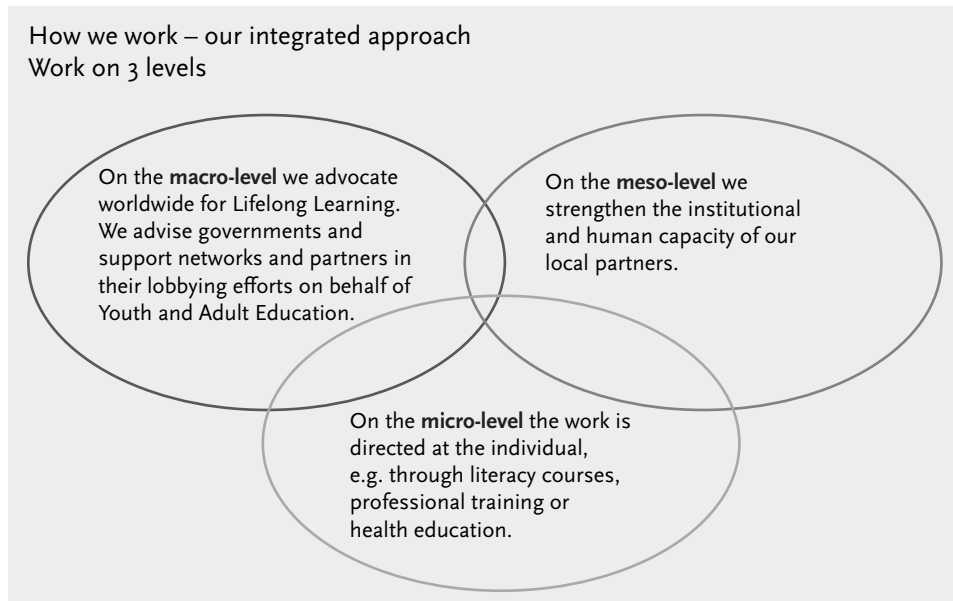 How we work – our integrated approach
Work on 3 levels
On the macro-level we advocate
worldwide for Lifelong Learning.
We advise governments and
support networks and partners in
their lobbying efforts on behalf of
Youth and Adult Education.
On the meso-level we
strengthen the institutional
and human capacity of our
local partners.
On the micro-level the work is
directed at the individual,
e.g. through literacy courses,
professional training or
health education.